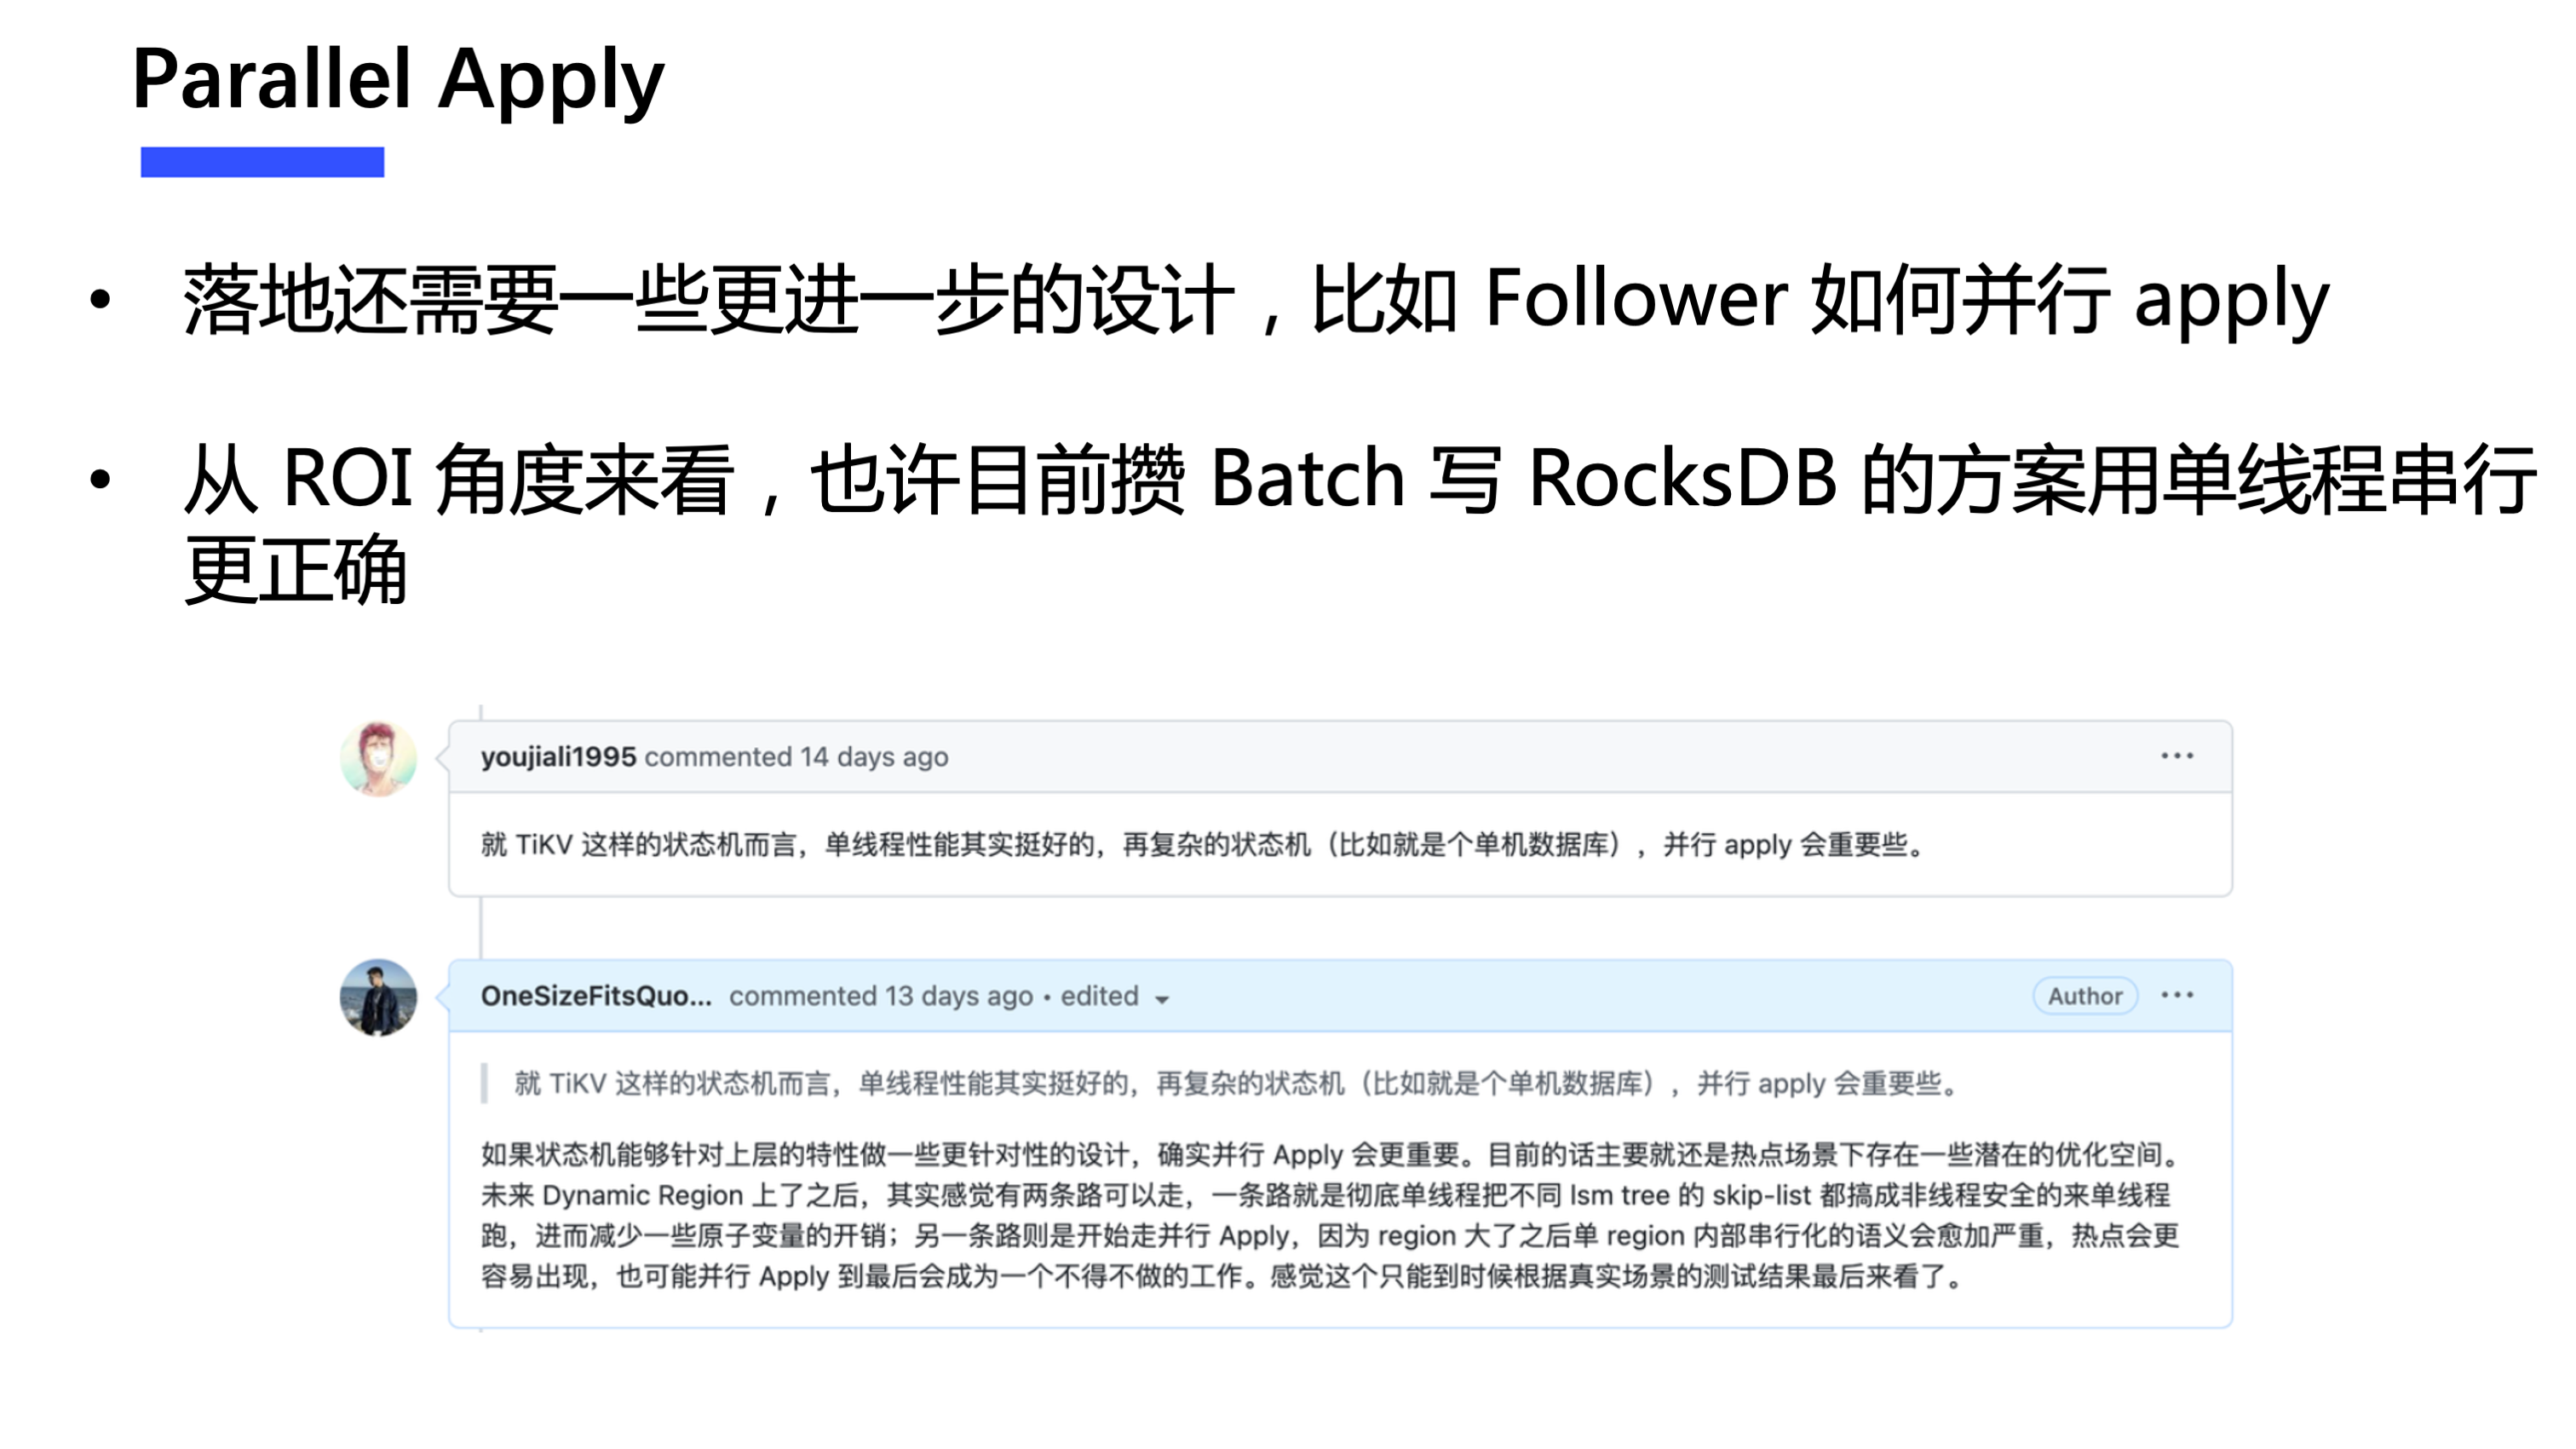 Parallel Apply
• 落地还需要一些更进一步的设计，比如 Follower 如何并行 apply
• 从 ROI 角度来看，也许目前攒 Batch 写 RocksDB 的方案用单线程串行
更正确
youjiali1995 commented 14 days ago ···
就 TiKV 这样的状态机而言，单线程性能其实挺好的，再复杂的状态机（比如就是个单机数据库），并行 apply 会重要些。
OneSizeFitsQuo... commented 13 days ago • edited Author ···
就 TiKV 这样的状态机而言，单线程性能其实挺好的，再复杂的状态机（比如就是个单机数据库），并行 apply 会重要些。
如果状态机能够针对上层的特性做一些更针对性的设计，确实并行 Apply 会更重要。目前的话主要就还是热点场景下存在一些潜在的优化空间。
未来 Dynamic Region 上了之后，其实感觉有两条路可以走，一条路就是彻底单线程把不同 lsm tree 的 skip-list 都搞成非线程安全的来单线程
跑，进而减少一些原子变量的开销；另一条路则是开始走并行 Apply，因为 region 大了之后单 region 内部串行化的语义会愈加严重，热点会更
容易出现，也可能并行 Apply 到最后会成为一个不得不做的工作。感觉这个只能到时候根据真实场景的测试结果最后来看了。